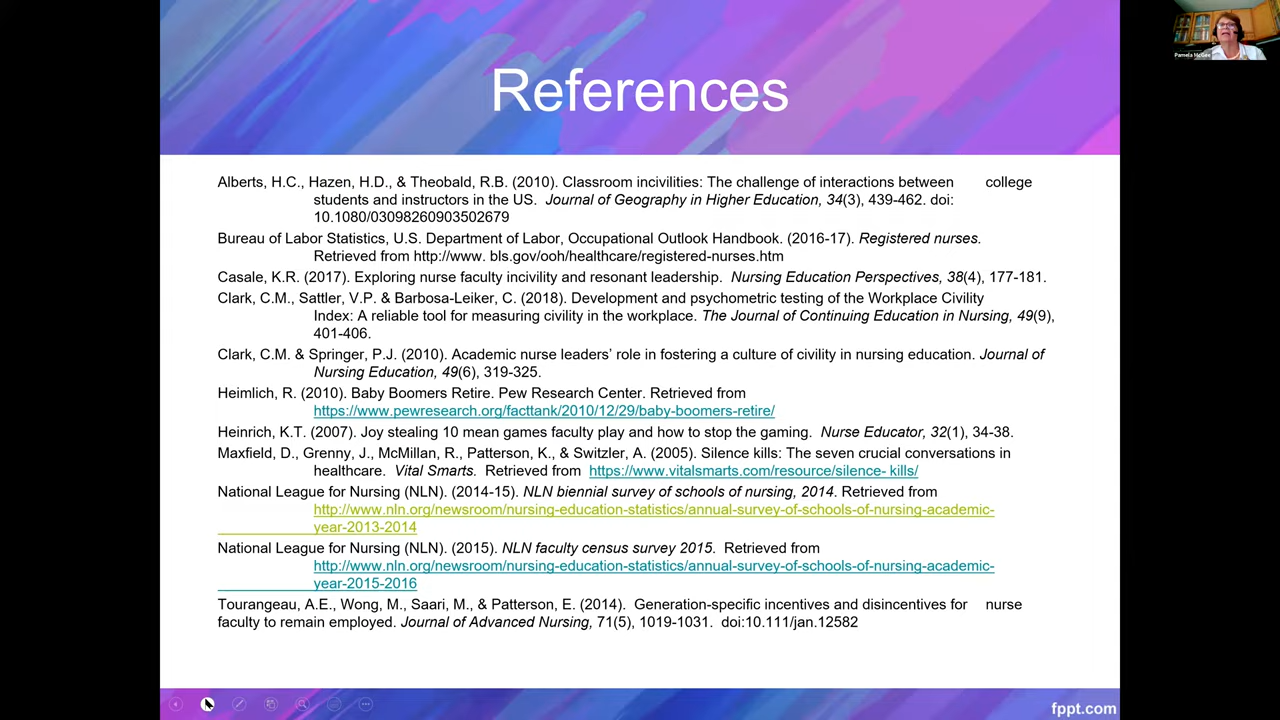 References
Pamela McGee
Alberts, H.C., Hazen, H.D., & Theobald, R.B. (2010). Classroom incivilities: The challenge of interactions between college
students and instructors in the US. Journal of Geography in Higher Education, 34(3), 439-462. doi:
10.1080/03098260903502679
Bureau of Labor Statistics, U.S. Department of Labor, Occupational Outlook Handbook. (2016-17). Registered nurses.
Retrieved from http://www. bls.gov/ooh/healthcare/registered-nurses.htm
Casale, K.R. (2017). Exploring nurse faculty incivility and resonant leadership. Nursing Education Perspectives, 38(4), 177-181.
Clark, C.M., Sattler, V.P. & Barbosa-Leiker, C. (2018). Development and psychometric testing of the Workplace Civility
Index: A reliable tool for measuring civility in the workplace. The Journal of Continuing Education in Nursing, 49(9),
401-406.
Clark, C.M. & Springer, P.J. (2010). Academic nurse leaders’ role in fostering a culture of civility in nursing education. Journal of
Nursing Education, 49(6), 319-325.
Heimlich, R. (2010). Baby Boomers Retire. Pew Research Center. Retrieved from
https://www.pewresearch.org/facttank/2010/12/29/baby-boomers-retire/
Heinrich, K.T. (2007). Joy stealing 10 mean games faculty play and how to stop the gaming. Nurse Educator, 32(1), 34-38.
Maxfield, D., Grenny, J., McMillan, R., Patterson, K., & Switzler, A. (2005). Silence kills: The seven crucial conversations in
healthcare. Vital Smarts. Retrieved from https://www.vitalsmarts.com/resource/silence- kills/
National League for Nursing (NLN). (2014-15). NLN biennial survey of schools of nursing, 2014. Retrieved from
http://www.nln.org/newsroom/nursing-education-statistics/annual-survey-of-schools-of-nursing-academic-
year-2013-2014
National League for Nursing (NLN). (2015). NLN faculty census survey 2015. Retrieved from
http://www.nln.org/newsroom/nursing-education-statistics/annual-survey-of-schools-of-nursing-academic-
year-2015-2016
Tourangeau, A.E., Wong, M., Saari, M., & Patterson, E. (2014). Generation-specific incentives and disincentives for nurse
faculty to remain employed. Journal of Advanced Nursing, 71(5), 1019-1031. doi:10.111/jan.12582
fppt.com